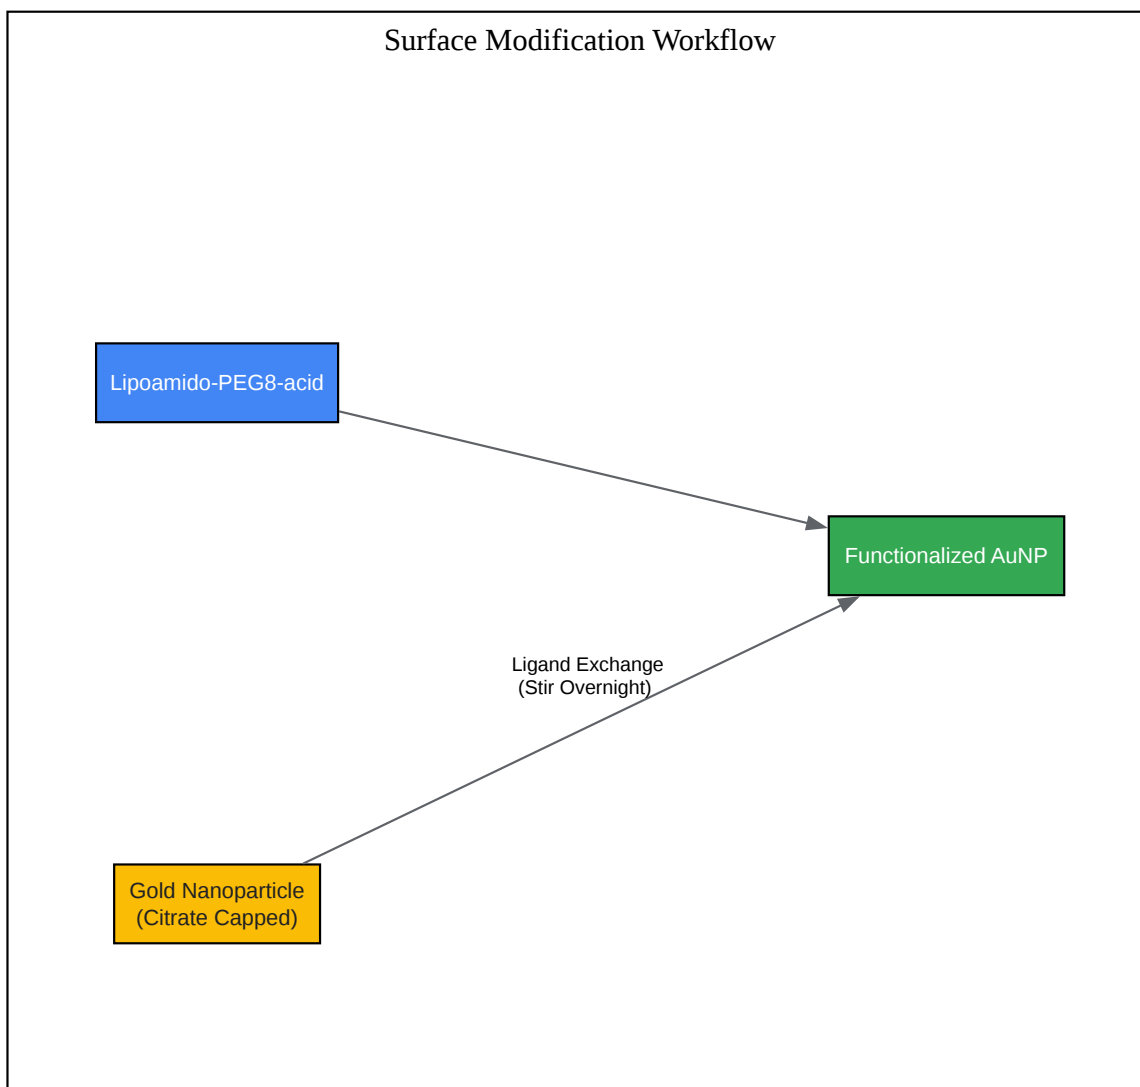 Surface Modification Workflow
Lipoamido-PEG8-acid
Functionalized AuNP
Ligand Exchange
(Stir Overnight)
Gold Nanoparticle
(Citrate Capped)